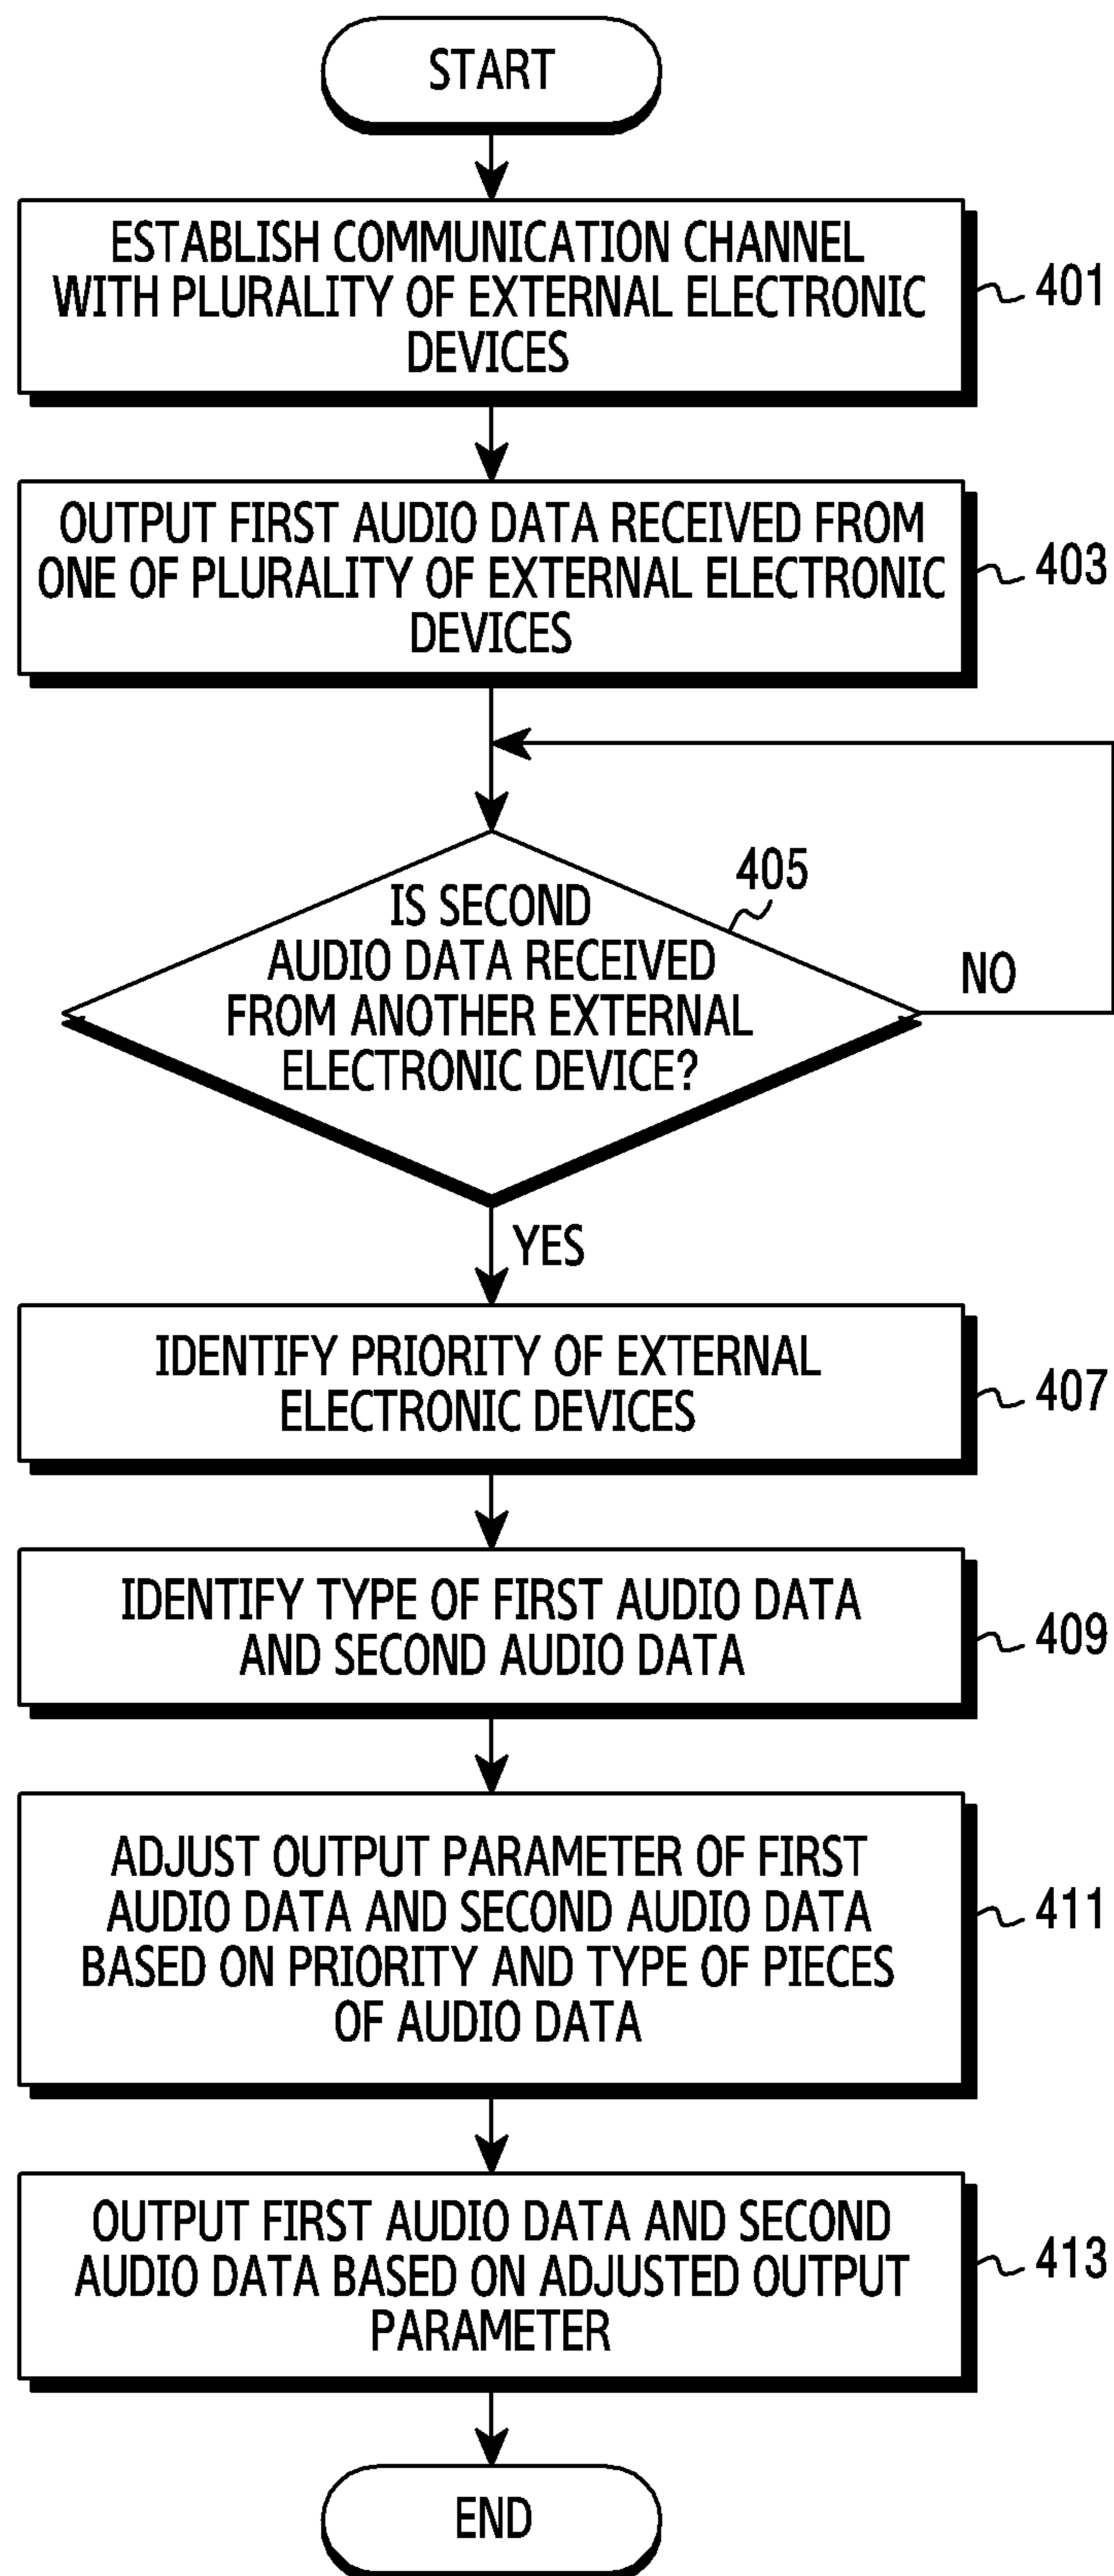 START
ESTABLISH COMMUNICATION CHANNEL
WITH PLURALITY OF EXTERNAL ELECTRONIC
DEVICES
401
OUTPUT FIRST AUDIO DATA RECEIVED FROM
ONE OF PLURALITY OF EXTERNAL ELECTRONIC
DEVICES
403
405
IS SECOND
AUDIO DATA RECEIVED
FROM ANOTHER EXTERNAL
ELECTRONIC DEVICE?
NO
YES
IDENTIFY PRIORITY OF EXTERNAL
ELECTRONIC DEVICES
407
IDENTIFY TYPE OF FIRST AUDIO DATA
AND SECOND AUDIO DATA
409
ADJUST OUTPUT PARAMETER OF FIRST
AUDIO DATA AND SECOND AUDIO DATA
BASED ON PRIORITY AND TYPE OF PIECES
OF AUDIO DATA
411
OUTPUT FIRST AUDIO DATA AND SECOND
AUDIO DATA BASED ON ADJUSTED OUTPUT
PARAMETER
413
END